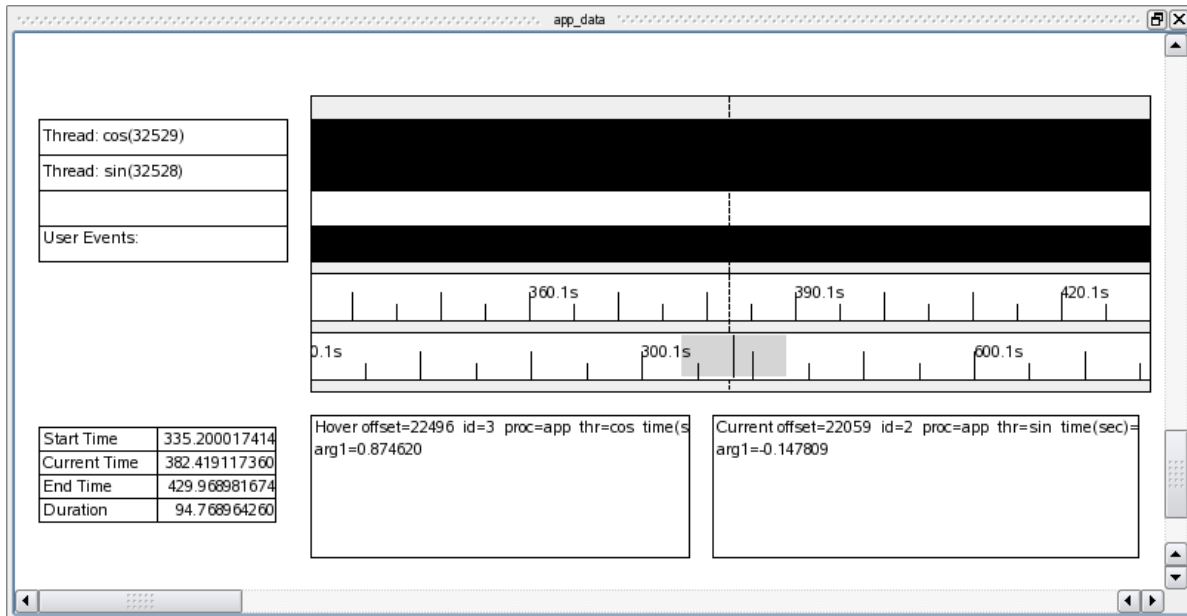 app_data
Thread: cos(32529)
Thread: sin(32528)
User Events:
360.1s 390.1s 420.1s
0.1s 300.1s 600.1s
Start Time 335.200017414
Current Time 382.419117360
End Time 429.968981674
Duration 94.768964260
Hover offset=22496 id=3 proc=app thr=cos time(s
arg1=0.874620
Current offset=22059 id=2 proc=app thr=sin time(sec)=
arg1=-0.147809